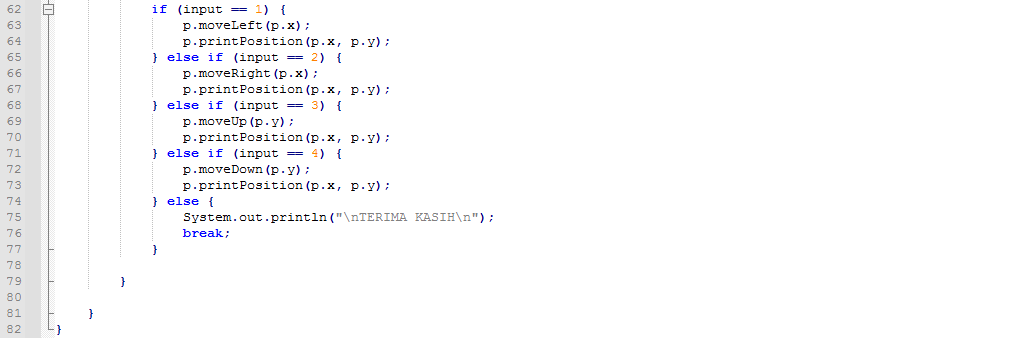 62 if (input == 1) {
63 p.moveLeft(p.x);
64 p.printPosition(p.x, p.y);
65 } else if (input == 2) {
66 p.moveRight(p.x);
67 p.printPosition(p.x, p.y);
68 } else if (input == 3) {
69 p.moveUp(p.y);
70 p.printPosition(p.x, p.y);
71 } else if (input == 4) {
72 p.moveDown(p.y);
73 p.printPosition(p.x, p.y);
74 } else {
75 System.out.println("\nTERIMA KASIH\n");
76 break;
77 }
78
79 }
80
81 }
82 }